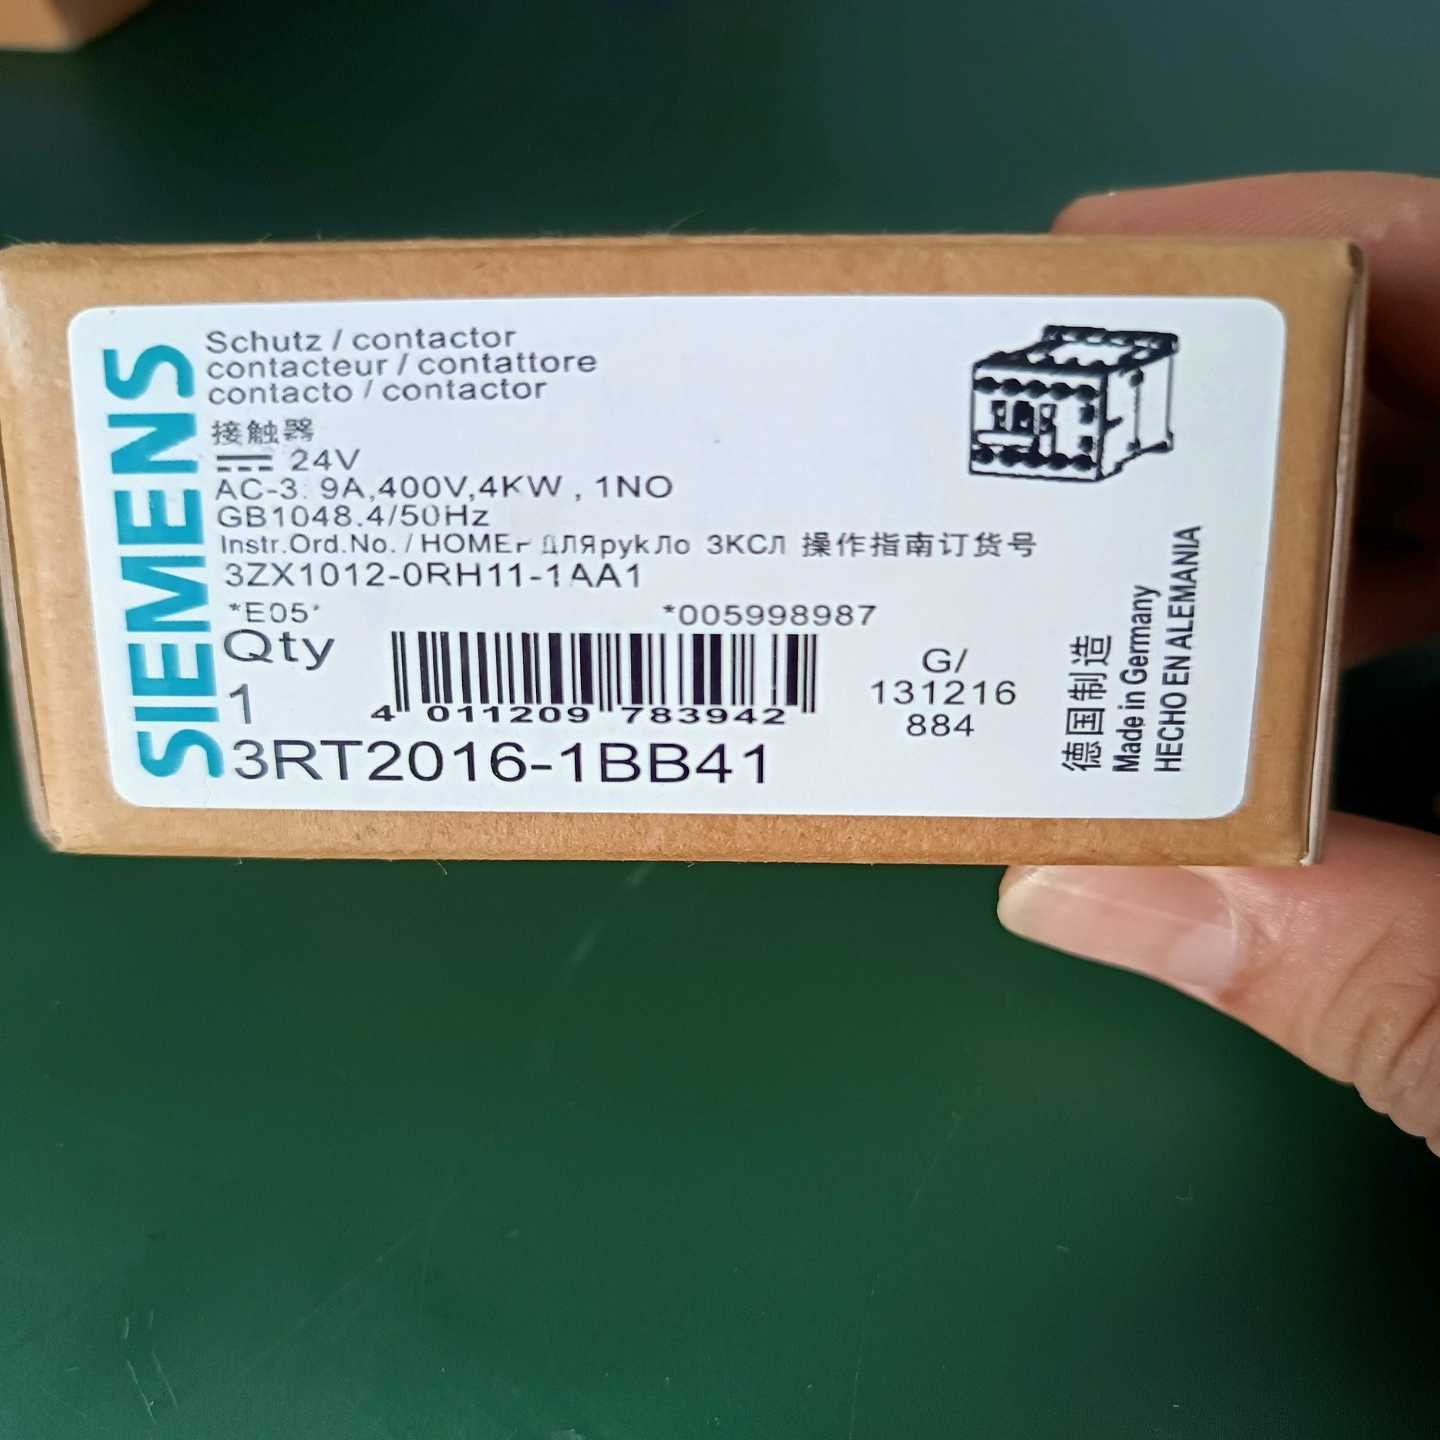 SIEMENS
Schutz / contactor
contacteur / contattore
contacto / contactor
接触器
24V
AC-3. 9A,400V,4KW , 1NO
GB1048.4/50Hz
Instr.Ord.No. / HOMEР ДЛЯрукЛо ЗКСЛ 操作指南订货号
3ZX1012-0RH11-1AA1
*E05* *005998987
Qty
1
4 011209 783942
G/
131216
884
3RT2016-1BB41
德国制造
Made in Germany
HECHO EN ALEMANIA